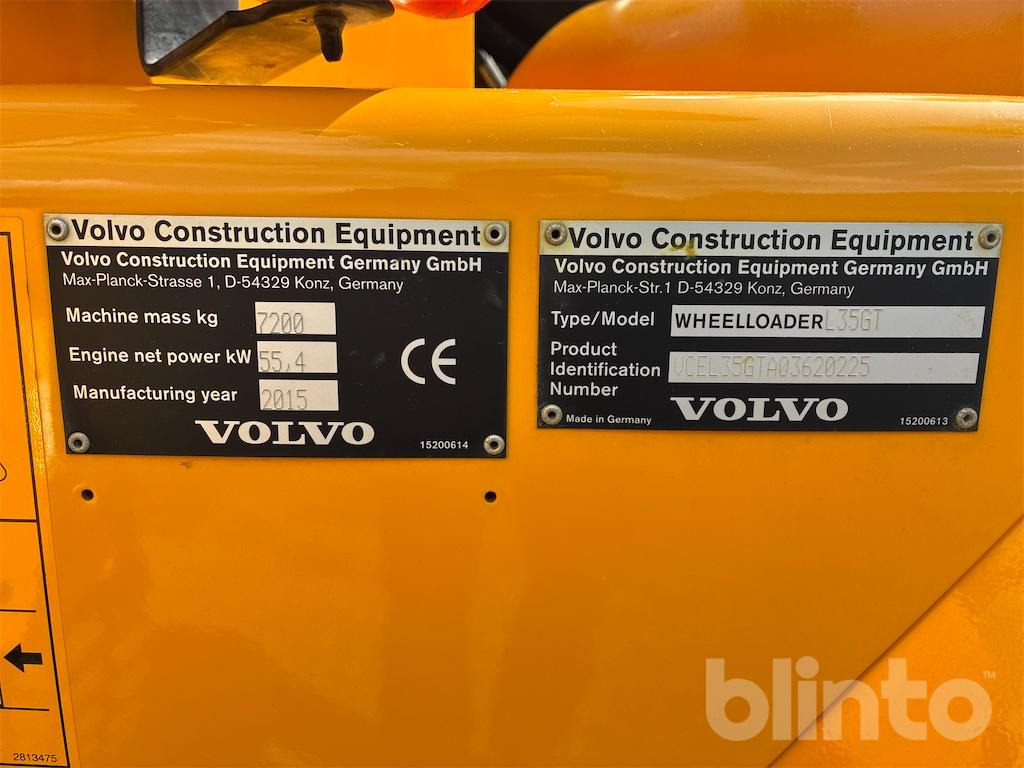 Volvo Construction Equipment
Volvo Construction Equipment Germany GmbH
Max-Planck-Strasse 1, D-54329 Konz, Germany
Machine mass kg 7200
Engine net power kW 55,4
Manufacturing year 2015
CE
VOLVO
15200614
Volvo Construction Equipment
Volvo Construction Equipment Germany GmbH
Max-Planck-Str.1 D-54329 Konz, Germany
Type/Model WHEELLOADER L35GT
Product
Identification VCEL35GTA03620225
Number
Made in Germany
VOLVO
15200613
2813475
blinto™